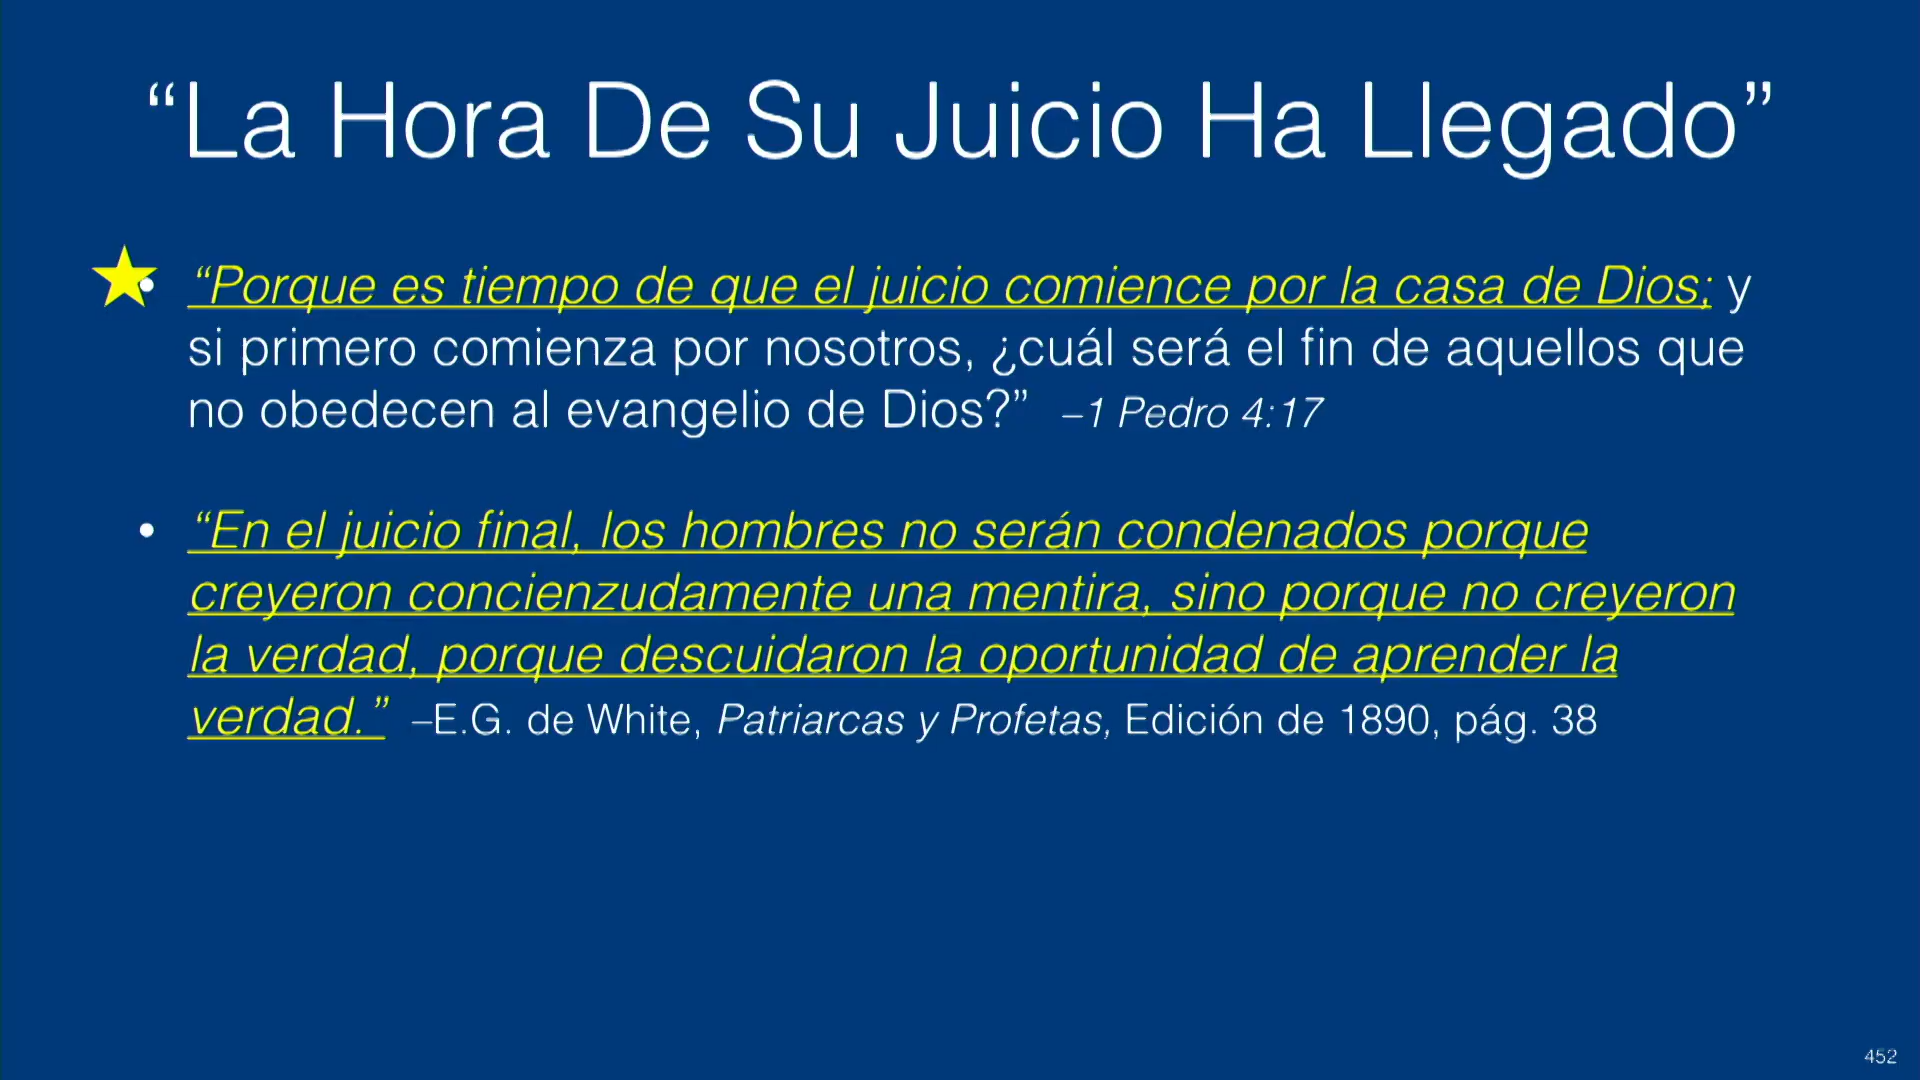 “La Hora De Su Juicio Ha Llegado”
• “Porque es tiempo de que el juicio comience por la casa de Dios; y
si primero comienza por nosotros, ¿cuál será el fin de aquellos que
no obedecen al evangelio de Dios?” –1 Pedro 4:17
• “En el juicio final, los hombres no serán condenados porque
creyeron concienzudamente una mentira, sino porque no creyeron
la verdad, porque descuidaron la oportunidad de aprender la
verdad.” –E.G. de White, Patriarcas y Profetas, Edición de 1890, pág. 38
452